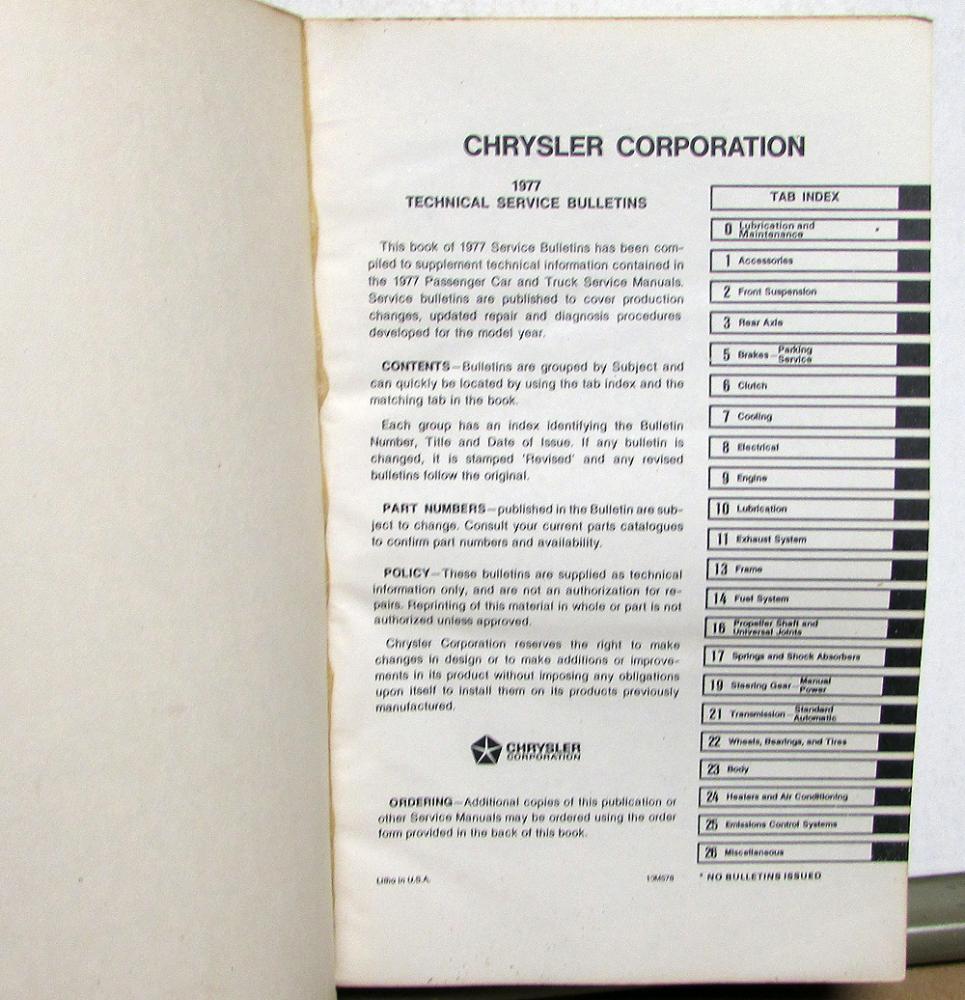 CHRYSLER CORPORATION
1977
TECHNICAL SERVICE BULLETINS
This book of 1977 Service Bulletins has been com-
piled to supplement technical information contained in
the 1977 Passenger Car and Truck Service Manuals.
Service bulletins are published to cover production
changes, updated repair and diagnosis procedures
developed for the model year.
CONTENTS—Bulletins are grouped by Subject and
can quickly be located by using the tab index and the
matching tab in the book.
Each group has an index identifying the Bulletin
Number, Title and Date of Issue. If any bulletin is
changed, it is stamped 'Revised' and any revised
bulletins follow the original.
PART NUMBERS—published in the Bulletin are sub-
ject to change. Consult your current parts catalogues
to confirm part numbers and availability.
POLICY—These bulletins are supplied as technical
information only, and are not an authorization for re-
pairs. Reprinting of this material in whole or part is not
authorized unless approved.
Chrysler Corporation reserves the right to make
changes in design or to make additions or improve-
ments in its product without imposing any obligations
upon itself to install them on its products previously
manufactured.
CHRYSLER
CORPORATION
ORDERING—Additional copies of this publication or
other Service Manuals may be ordered using the order
form provided in the back of this book.
Litho in U.S.A.
10M578
TAB INDEX
0 Lubrication and
Maintenance *
1 Accessories
2 Front Suspension
3 Rear Axle
5 Brakes—Parking
Service
6 Clutch
7 Cooling
8 Electrical
9 Engine
10 Lubrication
11 Exhaust System
13 Frame
14 Fuel System
16 Propeller Shaft and
Universal Joints
17 Springs and Shock Absorbers
19 Steering Gear—Manual
Power
21 Transmission—Standard
Automatic
22 Wheels, Bearings, and Tires
23 Body
24 Heaters and Air Conditioning
25 Emissions Control Systems
26 Miscellaneous
* NO BULLETINS ISSUED